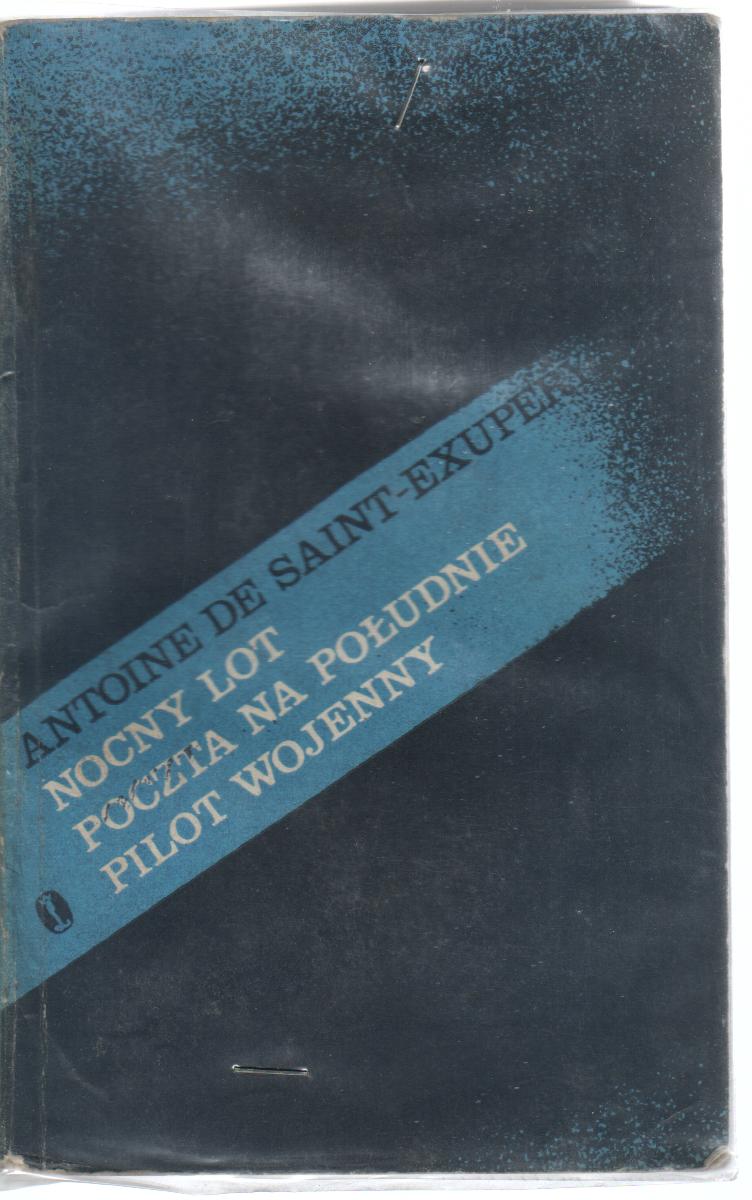 ANTOINE DE SAINT-EXUPERY
NOCNY LOT
POCZTA NA POŁUDNIE
PILOT WOJENNY